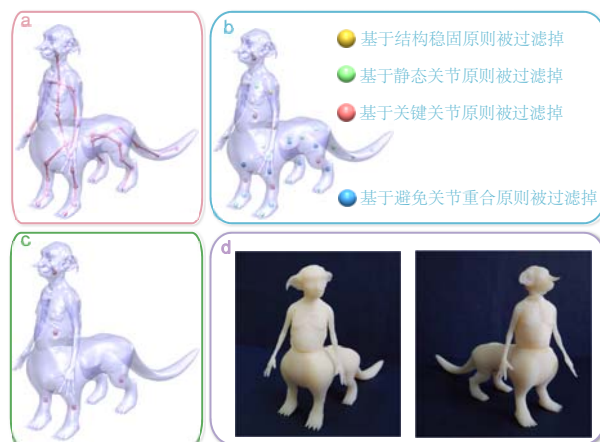 a
b
基于结构稳固原则被过滤掉
基于静态关节原则被过滤掉
基于关键关节原则被过滤掉
基于避免关节重合原则被过滤掉
c
d